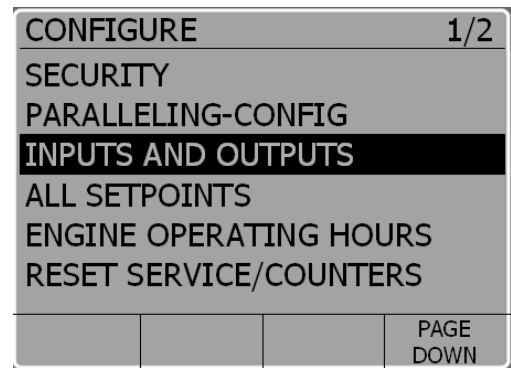 CONFIGURE 1/2
SECURITY
PARALLELING-CONFIG
INPUTS AND OUTPUTS
ALL SETPOINTS
ENGINE OPERATING HOURS
RESET SERVICE/COUNTERS
PAGE
DOWN